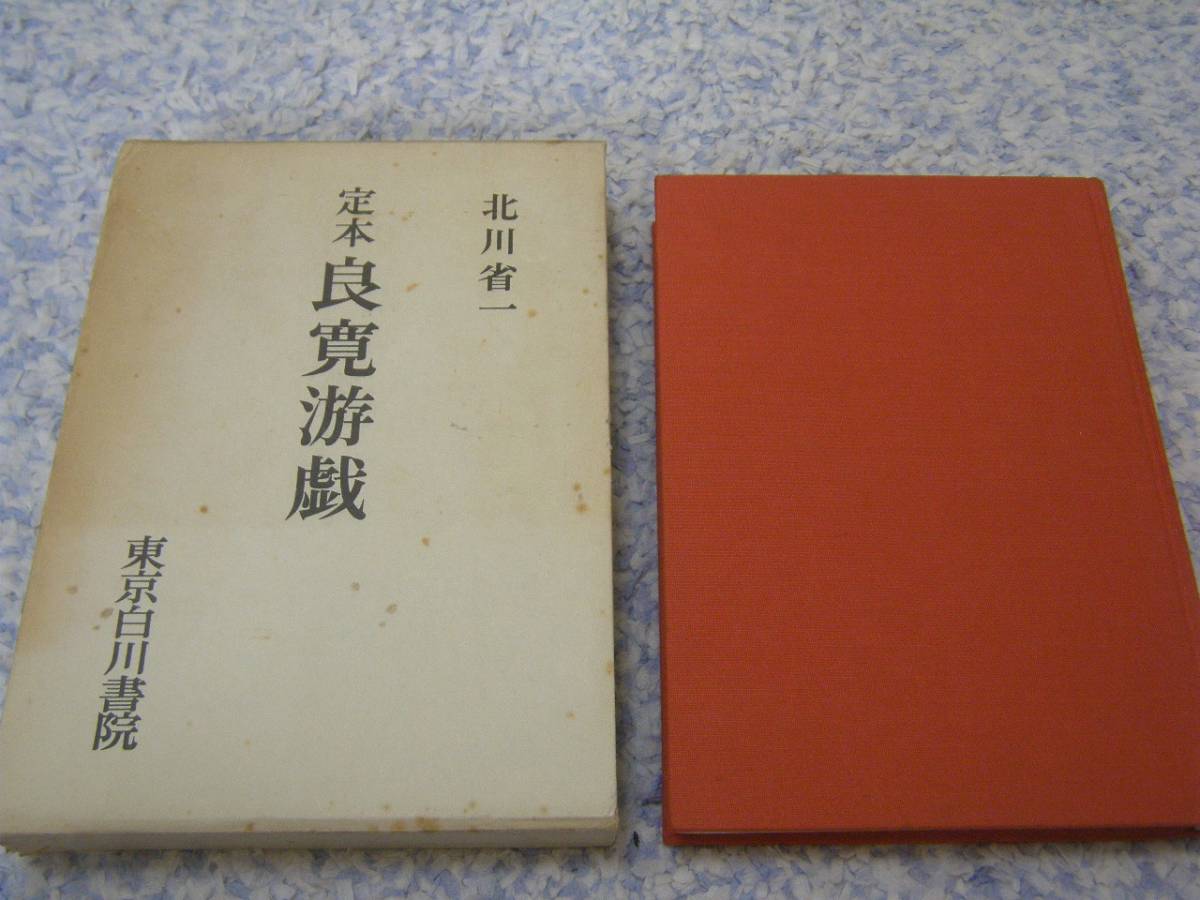 北川省一
定本 良寛游戯
東京白川書院